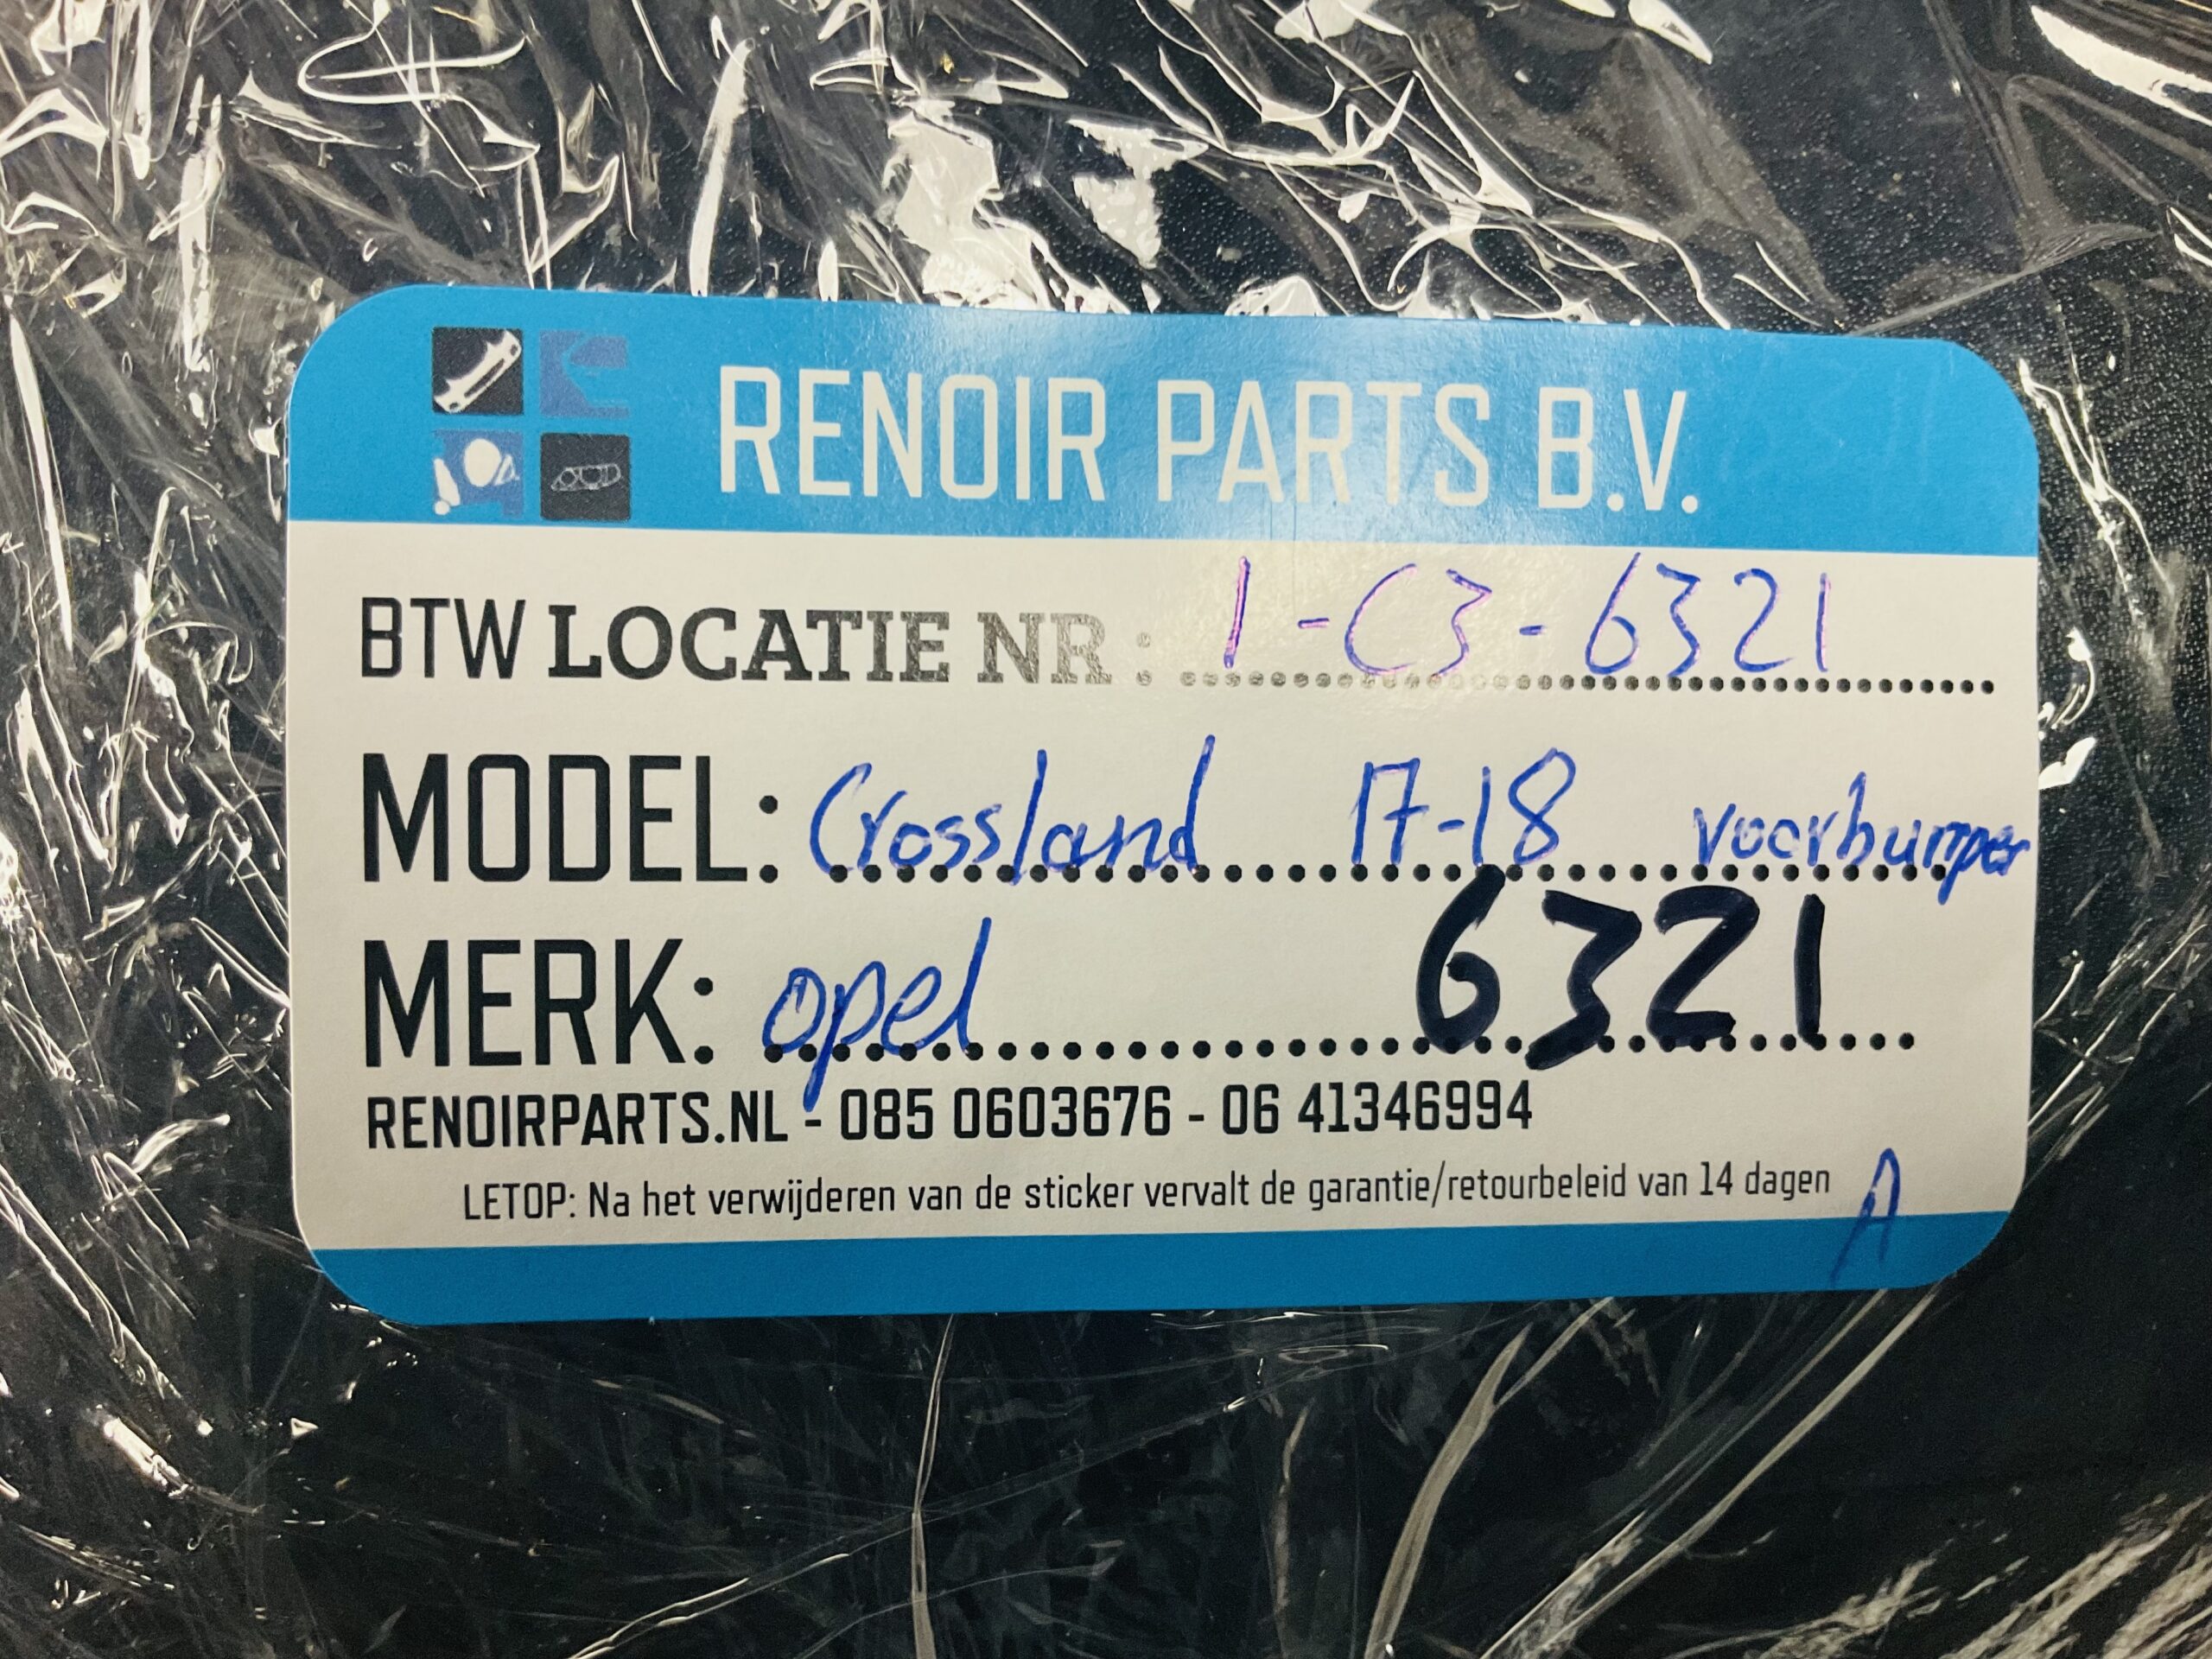 RENOIR PARTS B.V.
BTW LOCATIE NR: 1-C3-6321
MODEL: Crossland 17-18 voorbumper
MERK: opel 6321
RENOIRPARTS.NL - 085 0603676 - 06 41346994
LETOP: Na het verwijderen van de sticker vervalt de garantie/retourbeleid van 14 dagen
A